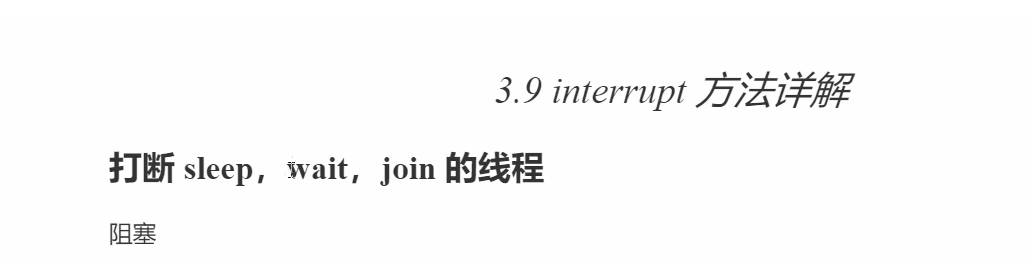 3.9 interrupt 方法详解
打断 sleep，wait，join 的线程
阻塞